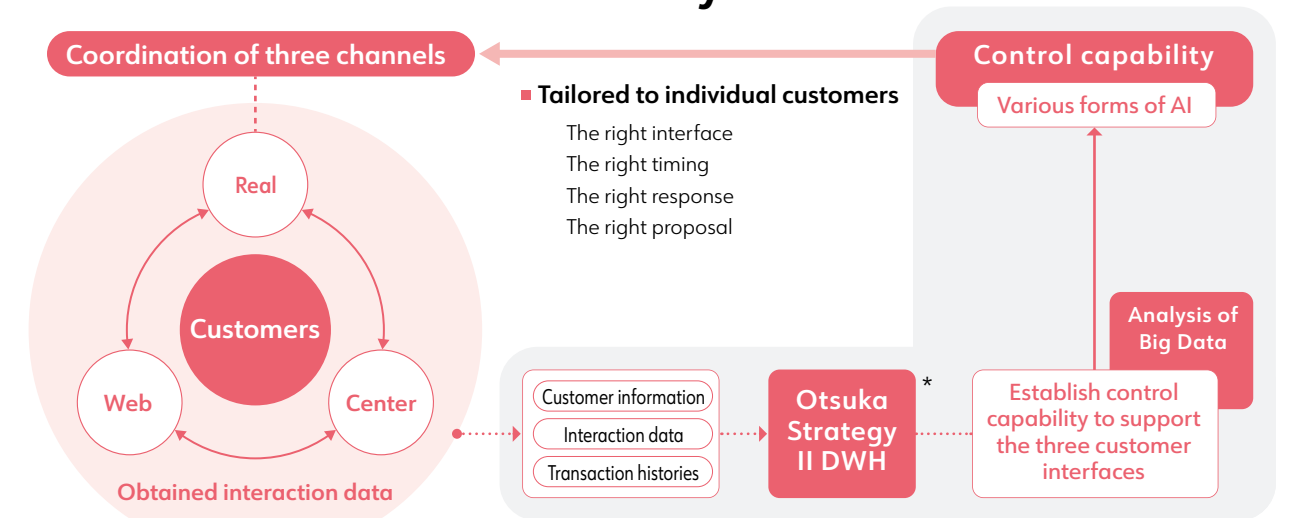 Coordination of three channels
Control capability
Various forms of AI
Tailored to individual customers
The right interface
The right timing
The right response
The right proposal
Real
Customers
Web
Center
Obtained interaction data
Customer information
Interaction data
Transaction histories
Otsuka
Strategy
II DWH
*
Analysis of
Big Data
Establish control
capability to support
the three customer
interfaces